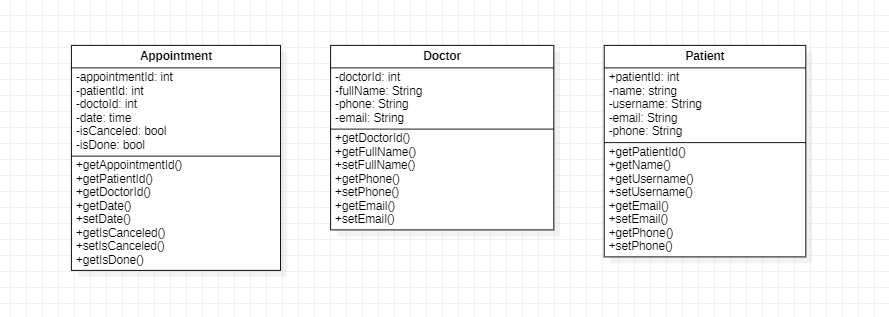 Appointment
-appointmentId: int
-patientId: int
-doctoId: int
-date: time
-isCanceled: bool
-isDone: bool
+getAppointmentId()
+getPatientId()
+getDoctorId()
+getDate()
+setDate()
+getIsCanceled()
+setIsCanceled()
+getIsDone()
Doctor
-doctorId: int
-fullName: String
-phone: String
-email: String
+getDoctorId()
+getFullName()
+setFullName()
+getPhone()
+setPhone()
+getEmail()
+setEmail()
Patient
+patientId: int
-name: string
-username: String
-email: String
-phone: String
+getPatientId()
+getName()
+getUsername()
+setUsername()
+getEmail()
+setEmail()
+getPhone()
+setPhone()